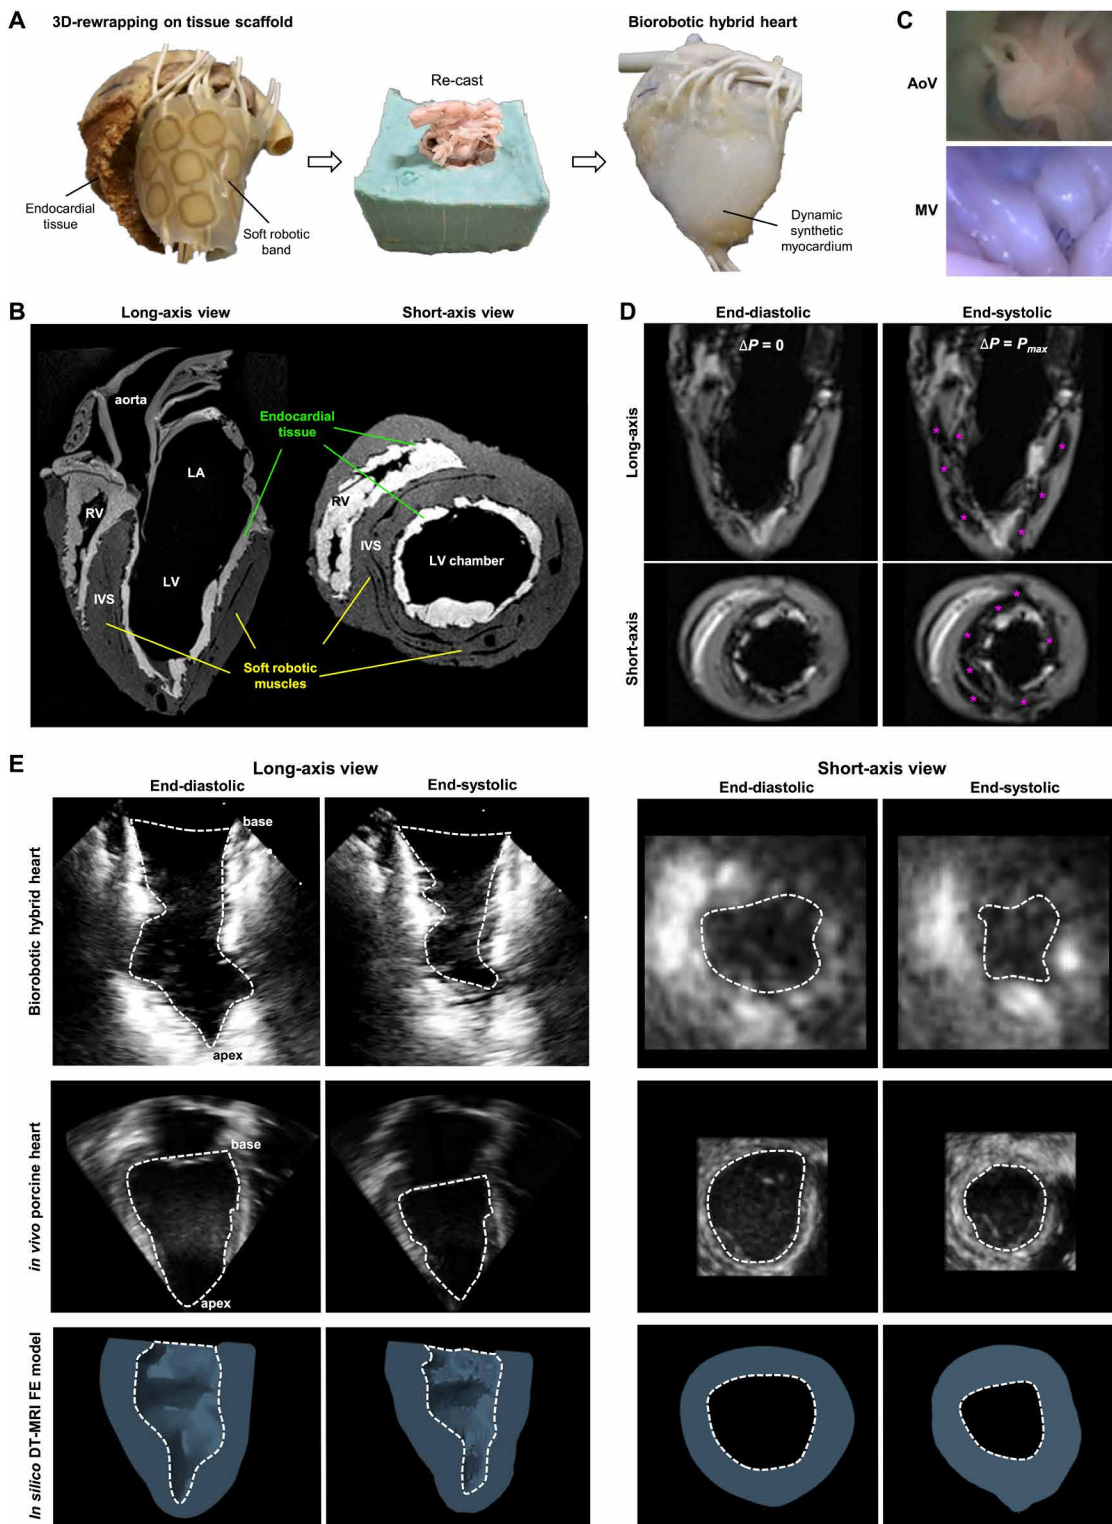 A
3D-rewrapping on tissue scaffold
Biorobotic hybrid heart
C
Re-cast
AoV
Endocardial
tissue
Soft robotic
band
Dynamic
synthetic
myocardium
MV
B
Long-axis view
Short-axis view
aorta
Endocardial
tissue
LA
RV
RV
IVS
LV chamber
LV
IVS
Soft robotic
muscles
D
End-diastolic
End-systolic
ΔP = 0
ΔP = Pmax
Long-axis
Short-axis
E
Long-axis view
Short-axis view
End-diastolic
End-systolic
End-diastolic
End-systolic
Biorobotic hybrid heart
base
apex
in vivo porcine heart
base
apex
In silico DT-MRI FE model